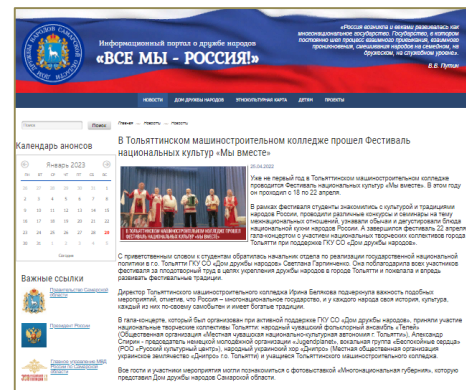 «Россия возникла и веками развивалась как
многонациональное государство. Государство, в котором
постоянно шел процесс взаимного привыкания, взаимного
проникновения, смешивания народов на семейном, на
дружеском, на служебном уровне».
В.В. Путин
Информационный портал о дружбе народов
«ВСЕ МЫ - РОССИЯ!»
НОВОСТИ ДОМ ДРУЖБЫ НАРОДОВ ЭТНОКУЛЬТУРНАЯ КАРТА ДЕТЯМ ПРОЕКТЫ
Поиск
Главная → Новости → Новости
Календарь анонсов
Январь 2023
В Тольяттинском машиностроительном колледже прошел Фестиваль
национальных культур «Мы вместе»
25.04.2022
Уже не первый год в Тольяттинском машиностроительном колледже
проводится Фестиваль национальных культур «Мы вместе». В этом году
он проходит с 18 по 22 апреля.
В рамках фестиваля студенты знакомились с культурой и традициями
народов России, проводили различные конкурсы и семинары на тему
межнациональных отношений, узнавали обычаи и дегустировали блюда
национальной кухни народов России. А завершился фестиваль 22 апреля
гала-концертом с участием национальных творческих коллективов города
Тольятти при поддержке ГКУ СО «Дом дружбы народов».
С приветственным словом к студентам обратилась начальник отдела по реализации государственной национальной
политики в г.о. Тольятти ГКУ СО «Дом дружбы народов» Светлана Гарлиненко. Она поблагодарила всех участников
фестиваля за плодотворный труд в целях укрепления дружбы народов в городе Тольятти и пожелала и впредь
развивать фестивальные традиции.
Директор Тольяттинского машиностроительного колледжа Ирина Белякова подчеркнула важность подобных
мероприятий, отметив, что Россия – многонациональное государство, и у каждого народа своя история, культура,
каждый из них по-своему самобытен и имеет богатые традиции.
В гала-концерте, который был организован при активной поддержке ГКУ СО «Дом дружбы народов», приняли участие
национальные творческие коллективы Тольятти: народный чувашский фольклорный ансамбль
(Общественная организация «Местная чувашская национально-культурная автономия г. Тольятти»), Александр
Спирин - председатель немецкой молодёжной организации «Jugendplanet», вокальная группа «Беспокойные сердца»
(РОО «Русский культурный центр»), народный украинский хор «Днипро» (Местная общественная организация
украинское землячество «Днипро» г.о. Тольятти) и учащиеся Тольяттинского машиностроительного колледжа.
Все гости и участники мероприятия могли познакомиться с фотовыставкой «Многонациональная губерния», которую
представил Дом дружбы народов Самарской области.
Сегодня
Важные ссылки
Правительство Самарской
области
Президент России
Главное управление МВД
России по Самарской
области